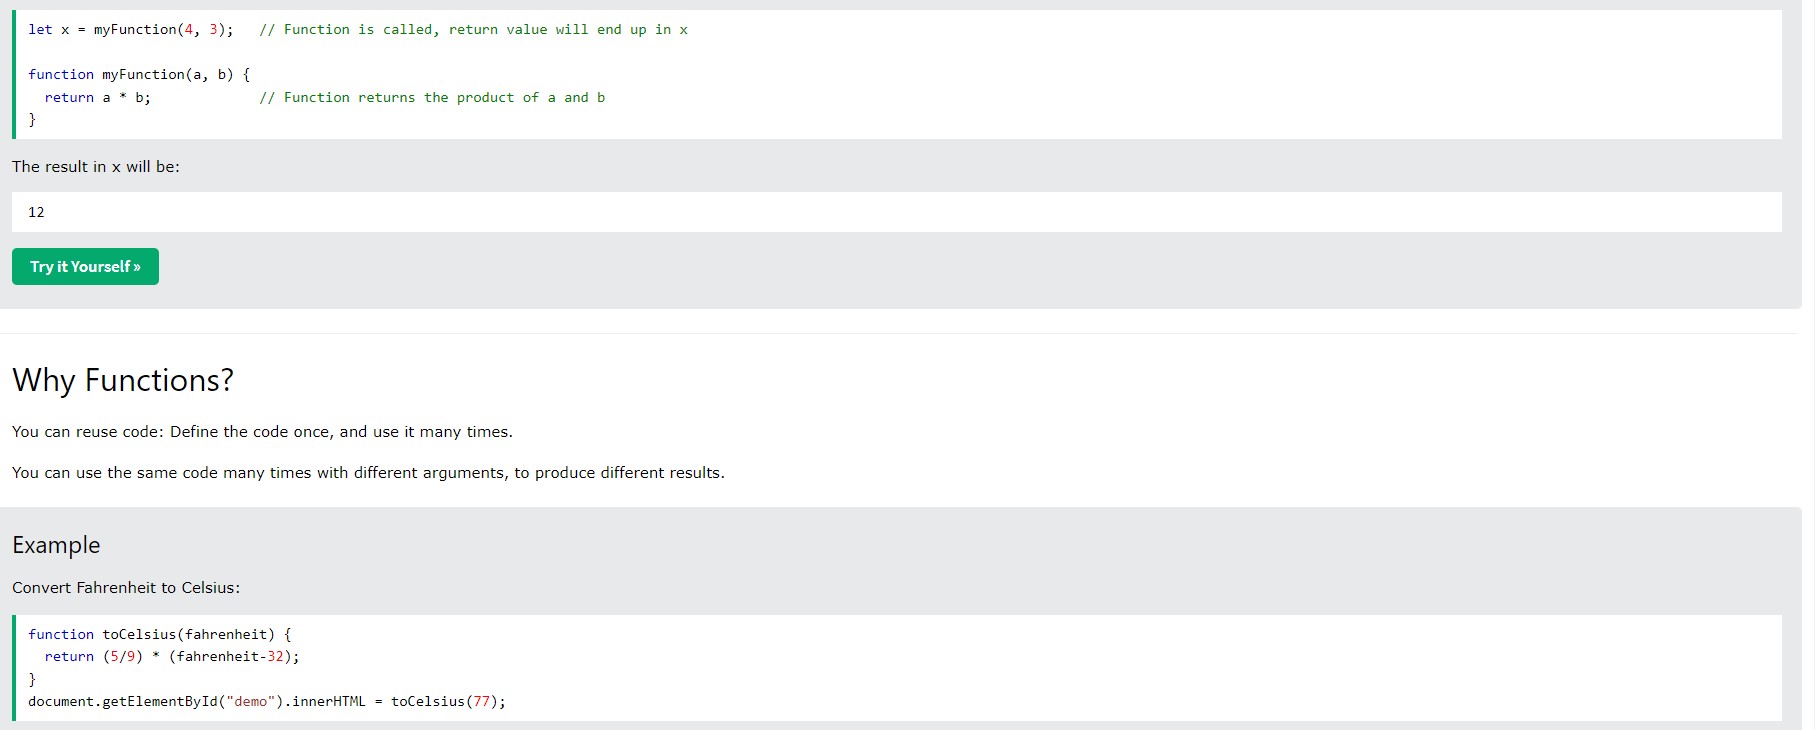 let x = myFunction(4, 3);   // Function is called, return value will end up in x

function myFunction(a, b) {
  return a * b;             // Function returns the product of a and b
}
The result in x will be:
12
Try it Yourself »
Why Functions?
You can reuse code: Define the code once, and use it many times.
You can use the same code many times with different arguments, to produce different results.
Example
Convert Fahrenheit to Celsius:
function toCelsius(fahrenheit) {
  return (5/9) * (fahrenheit-32);
}
document.getElementById("demo").innerHTML = toCelsius(77);